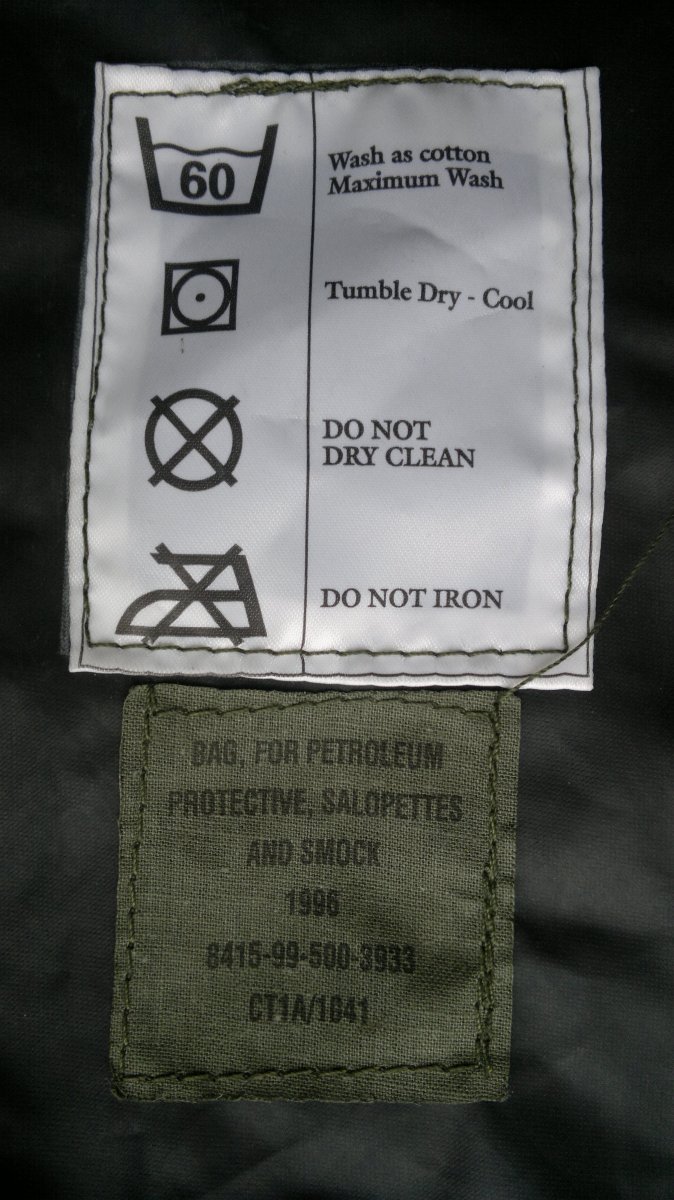 60
Wash as cotton
Maximum Wash
Tumble Dry - Cool
DO NOT
DRY CLEAN
DO NOT IRON
BAG, FOR PETROLEUM
PROTECTIVE, SALOPETTES
AND SMOCK
1996
8415-99-500-3933
CT1A/1641